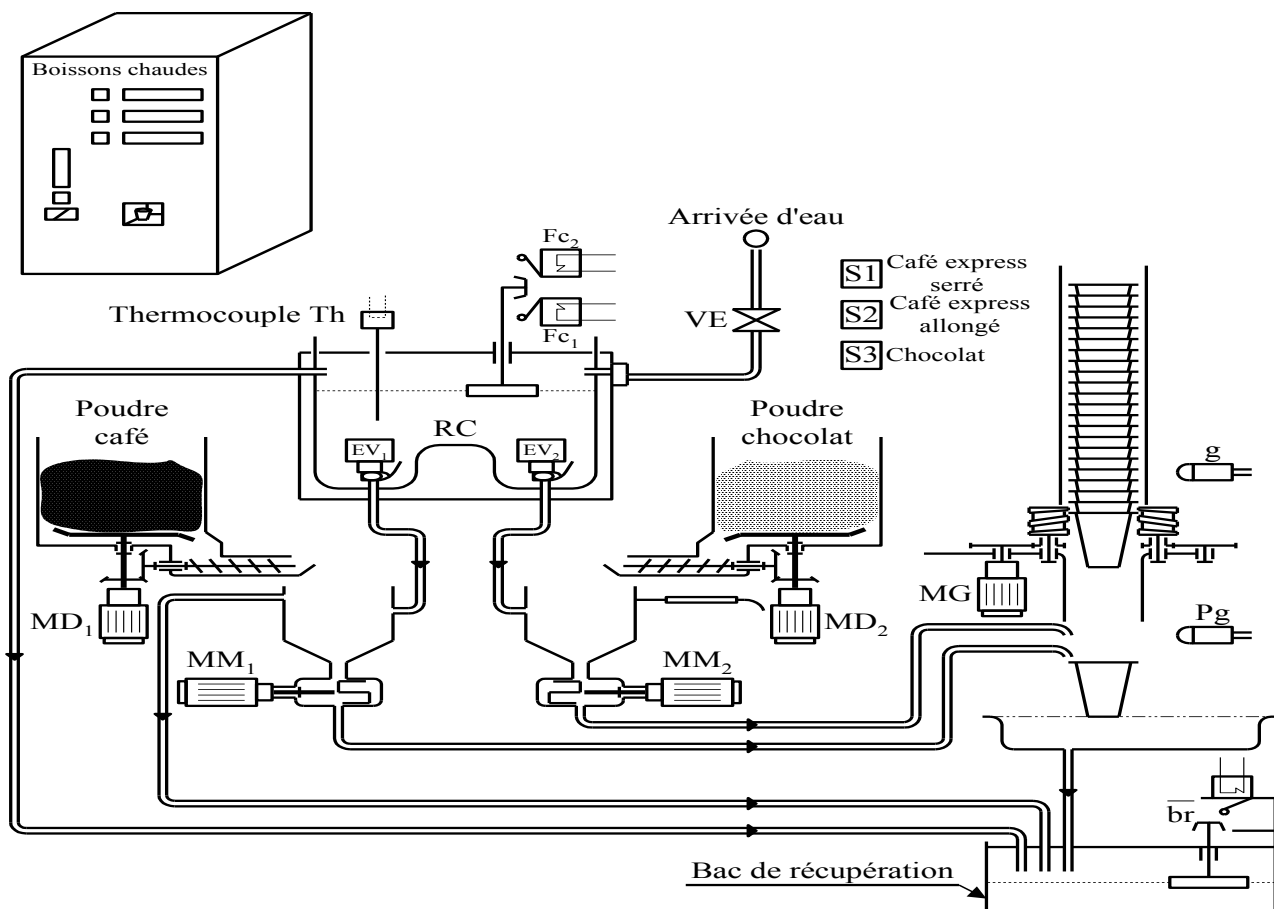 Boissons chaudes
Arrivée d'eau
Fc2
S1 Café express serré
Thermocouple Th
VE
S2 Café express allongé
Fc1
S3 Chocolat
Poudre café
RC
Poudre chocolat
EV1
EV2
g
MD1
MD2
MG
Pg
MM1
MM2
br
Bac de récupération